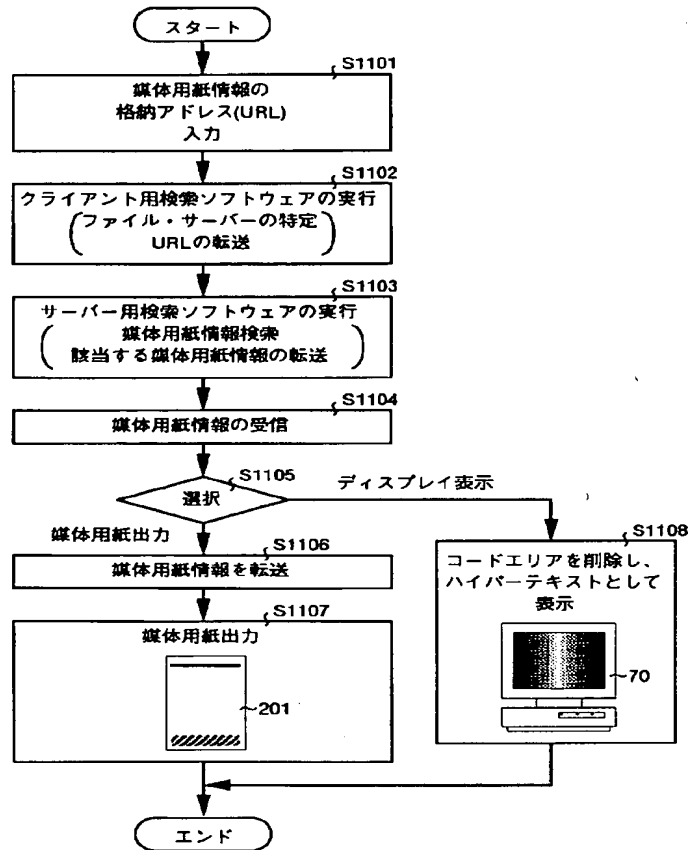 スタート
S1101
媒体用紙情報の
格納アドレス(URL)
入力
S1102
クライアント用検索ソフトウェアの実行
ファイル・サーバーの特定
URLの転送
S1103
サーバー用検索ソフトウェアの実行
媒体用紙情報検索
該当する媒体用紙情報の転送
S1104
媒体用紙情報の受信
S1105
選択
ディスプレイ表示
媒体用紙出力
S1106
媒体用紙情報を転送
S1107
媒体用紙出力
201
S1108
コードエリアを削除し、
ハイパーテキストとして
表示
70
エンド